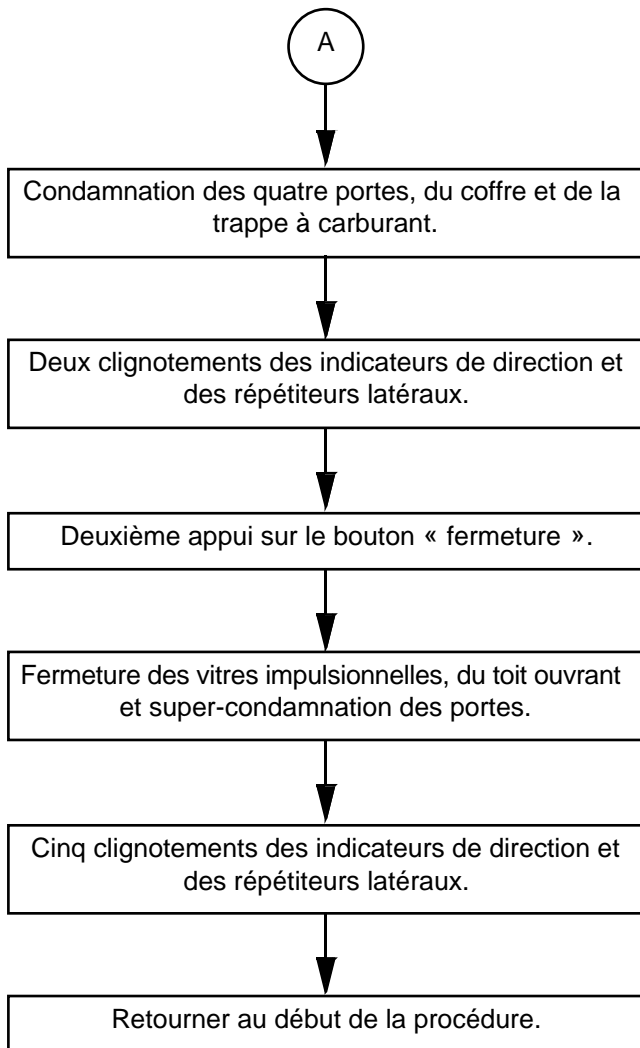 A
Condamnation des quatre portes, du coffre et de la
trappe à carburant.
Deux clignotements des indicateurs de direction et
des répétiteurs latéraux.
Deuxième appui sur le bouton « fermeture ».
Fermeture des vitres impulsionnelles, du toit ouvrant
et super-condamnation des portes.
Cinq clignotements des indicateurs de direction et
des répétiteurs latéraux.
Retourner au début de la procédure.